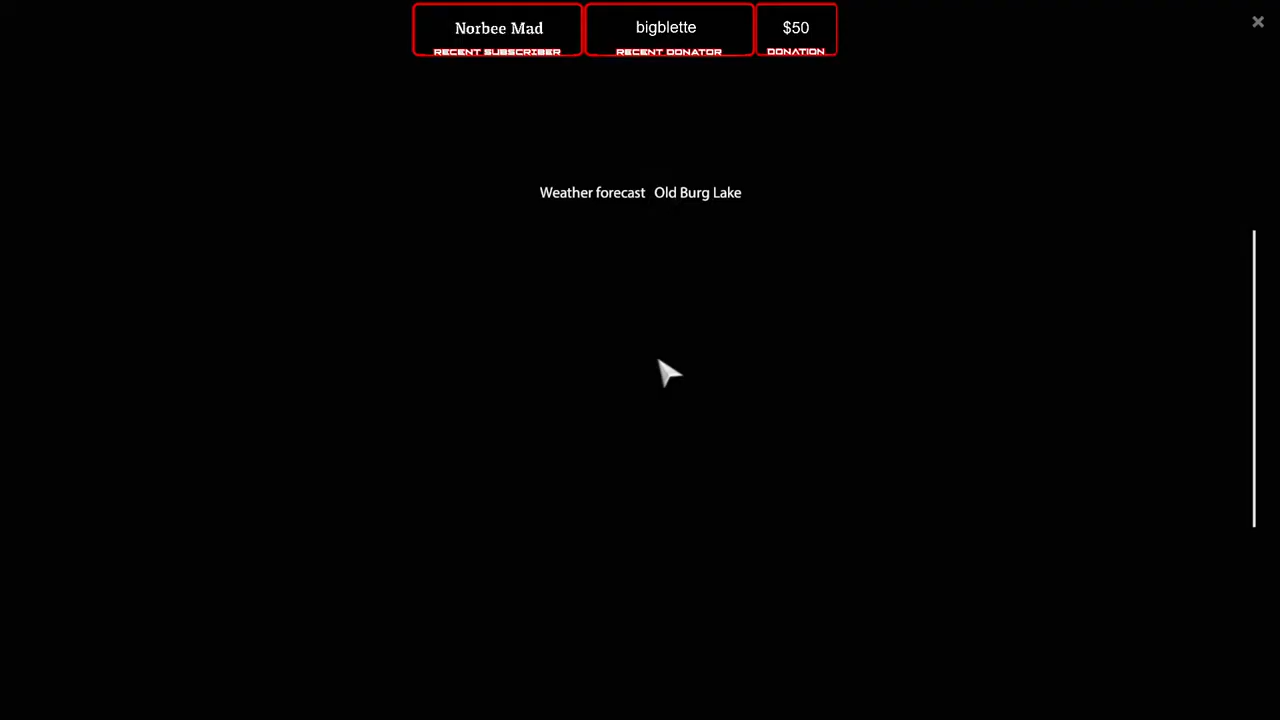 Norbee Mad
RECENT SUBSCRIBER
bigblette
RECENT DONATOR
$50
DONATION
Weather forecast Old Burg Lake